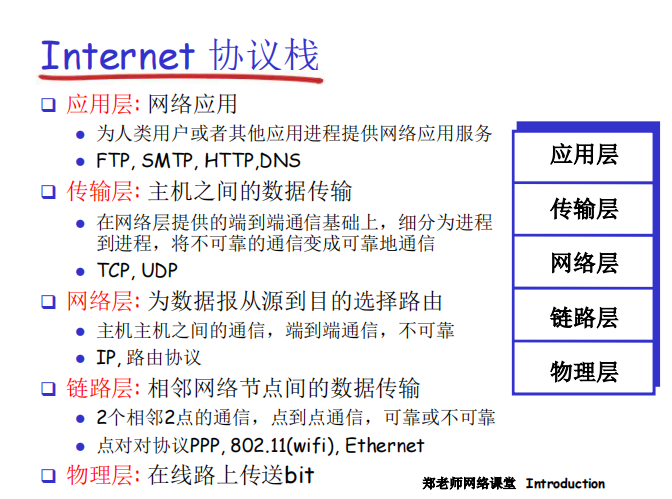 Internet 协议栈
应用层: 网络应用
为人类用户或者其他应用进程提供网络应用服务
FTP, SMTP, HTTP,DNS
传输层: 主机之间的数据传输
在网络层提供的端到端通信基础上，细分为进程
到进程，将不可靠的通信变成可靠地通信
TCP, UDP
网络层: 为数据报从源到目的选择路由
主机主机之间的通信，端到端通信，不可靠
IP, 路由协议
链路层: 相邻网络节点间的数据传输
2个相邻2点的通信，点到点通信，可靠或不可靠
点对对协议PPP, 802.11(wifi), Ethernet
物理层: 在线路上传送bit
应用层
传输层
网络层
链路层
物理层
郑老师网络课堂 Introduction